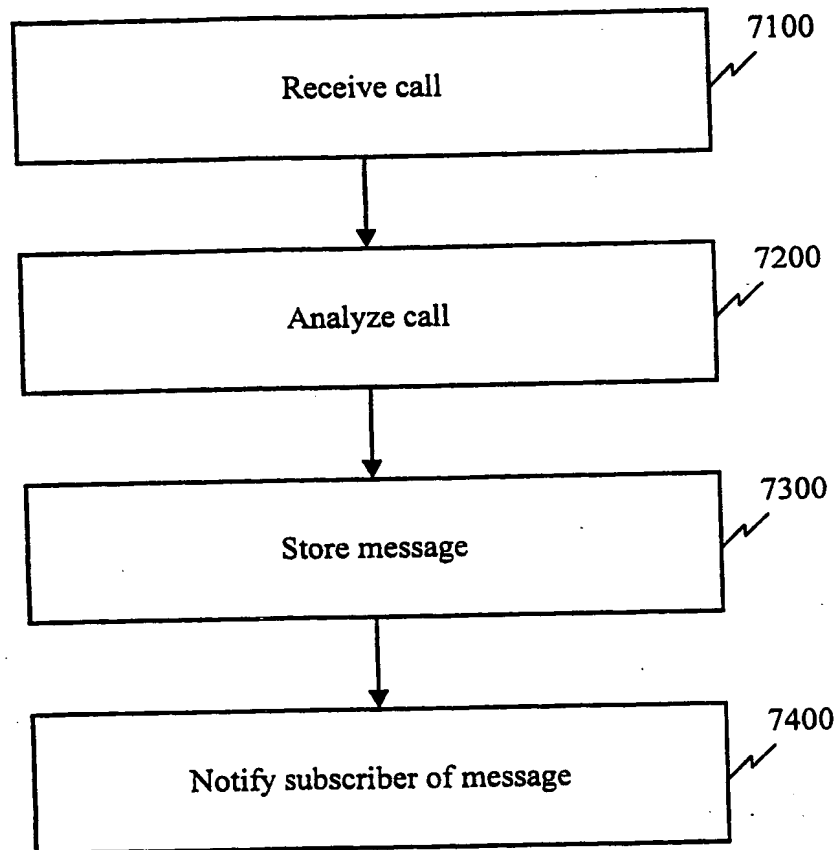 7100
Receive call
7200
Analyze call
7300
Store message
7400
Notify subscriber of message